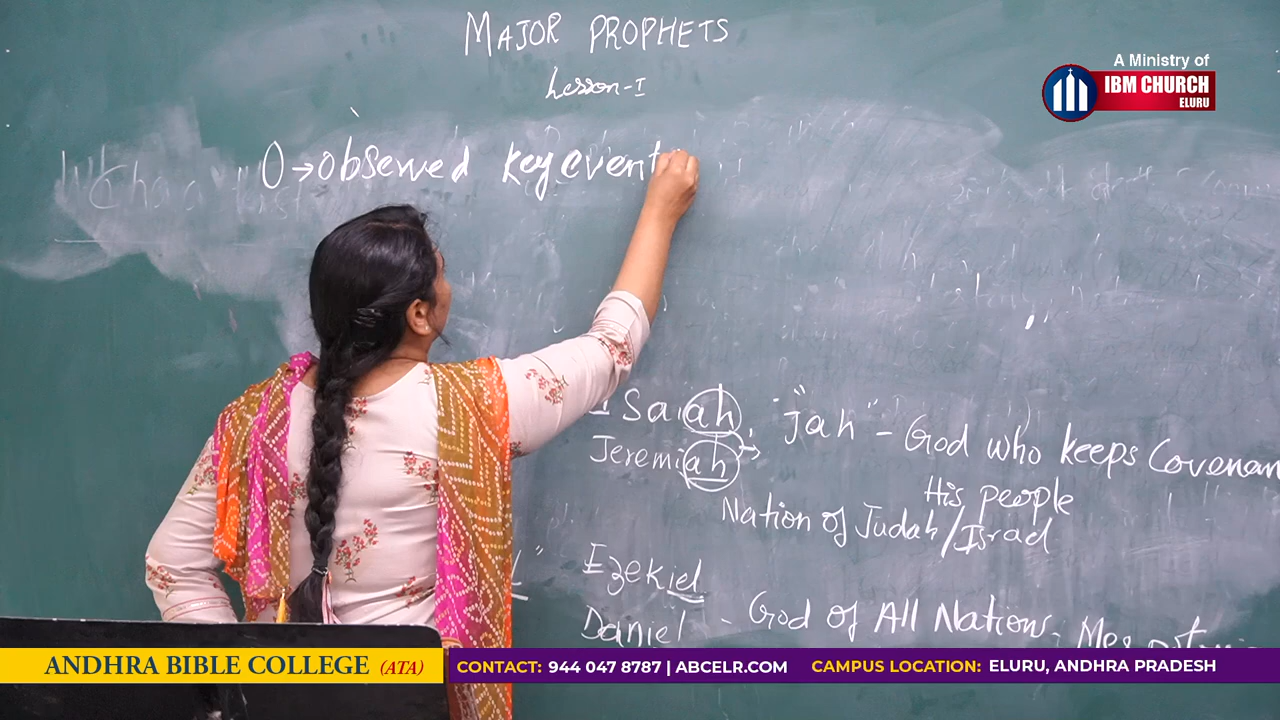 MAJOR PROPHETS
Lesson-I
A Ministry of
IBM CHURCH
ELURU
O → observed key event
Isaiah, "Jah" - God who keeps Covenan
Jeremiah
His people
Nation of Judah/Israel
Ezekiel
Daniel - God of All Nations.
ANDHRA BIBLE COLLEGE (ATA)
CONTACT: 944 047 8787 | ABCELR.COM
CAMPUS LOCATION: ELURU, ANDHRA PRADESH